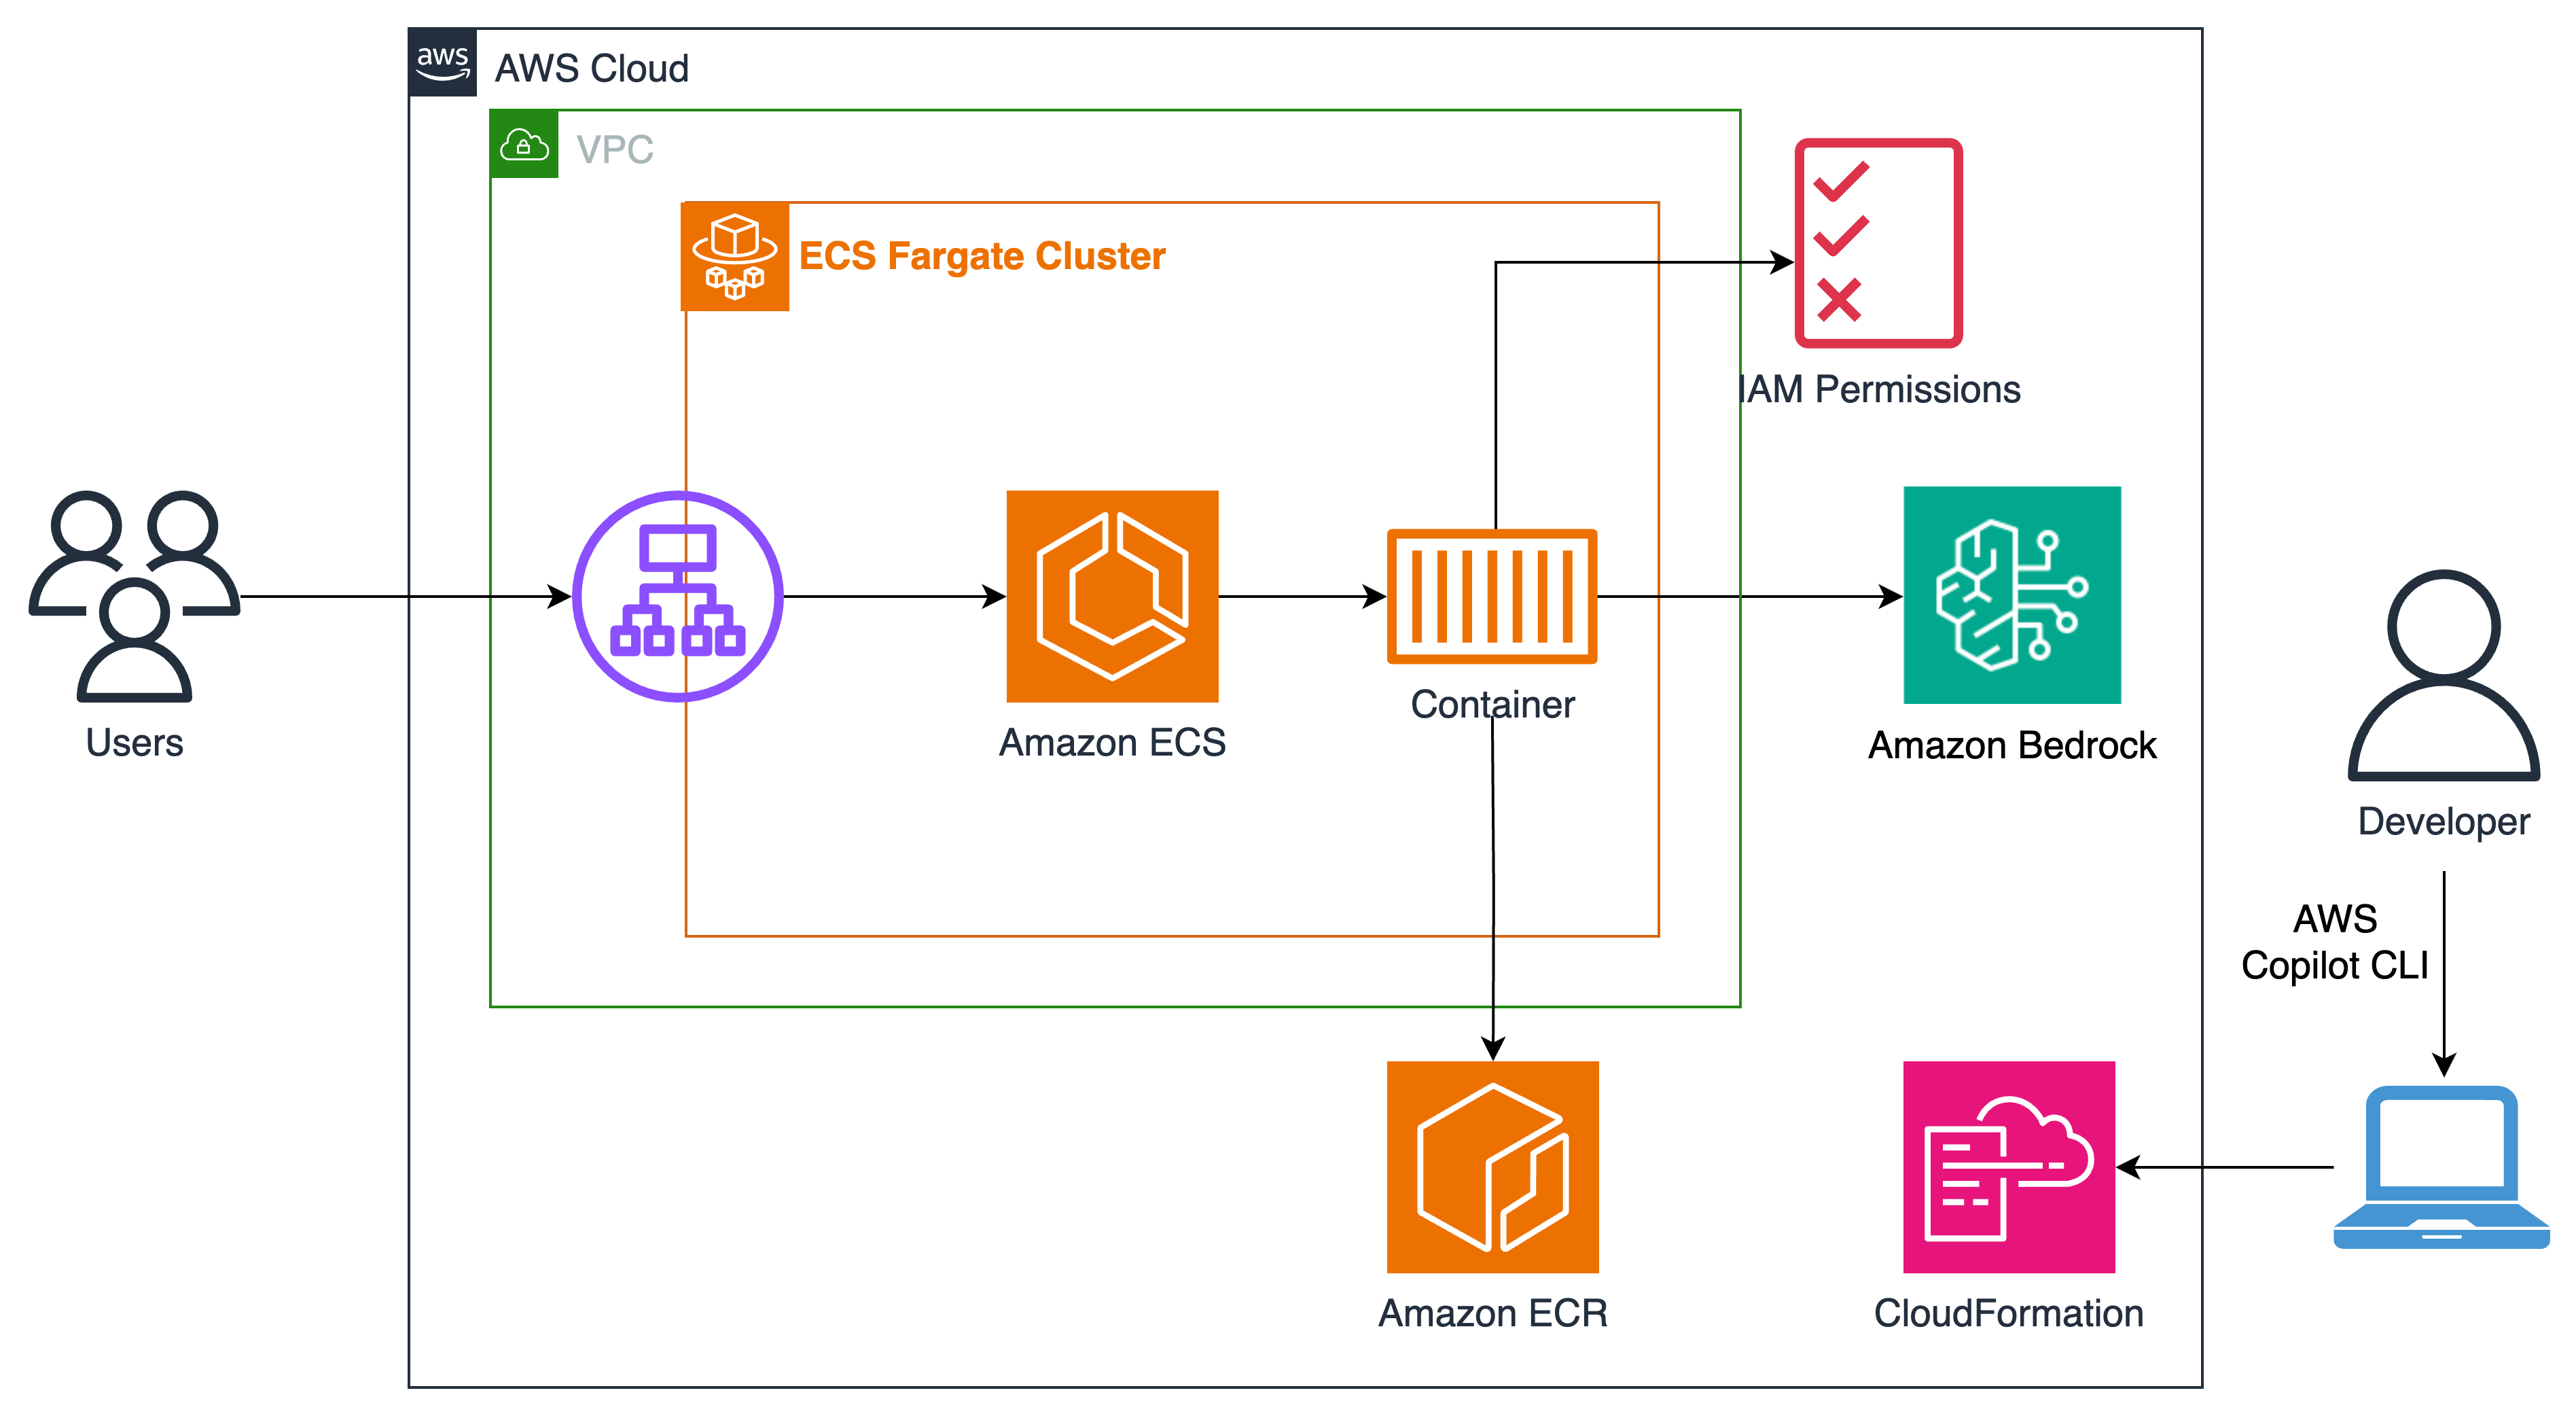 aws
AWS Cloud
VPC
ECS Fargate Cluster
IAM Permissions
Users
Amazon ECS
Container
Amazon Bedrock
Developer
AWS
Copilot CLI
Amazon ECR
CloudFormation